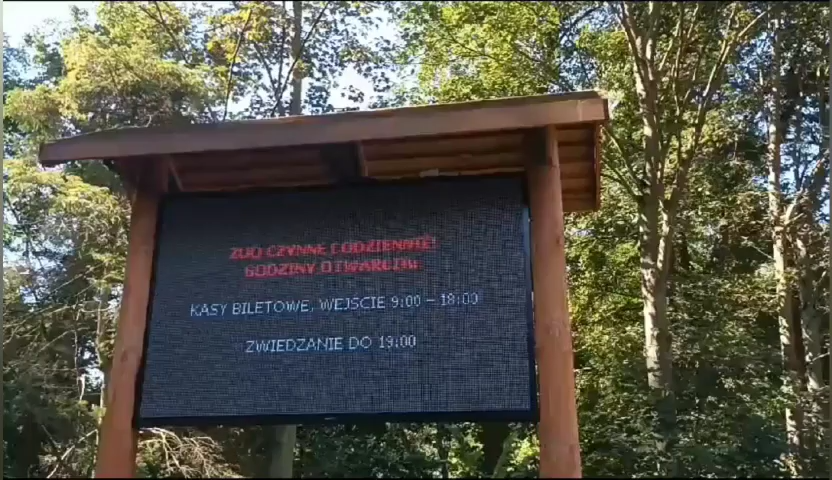 ZOO CZYNNE CODZIENNIE!
GODZINY OTWARCIA:
KASY BILETOWE, WEJŚCIE 9:00 - 18:00
ZWIEDZANIE DO 19:00